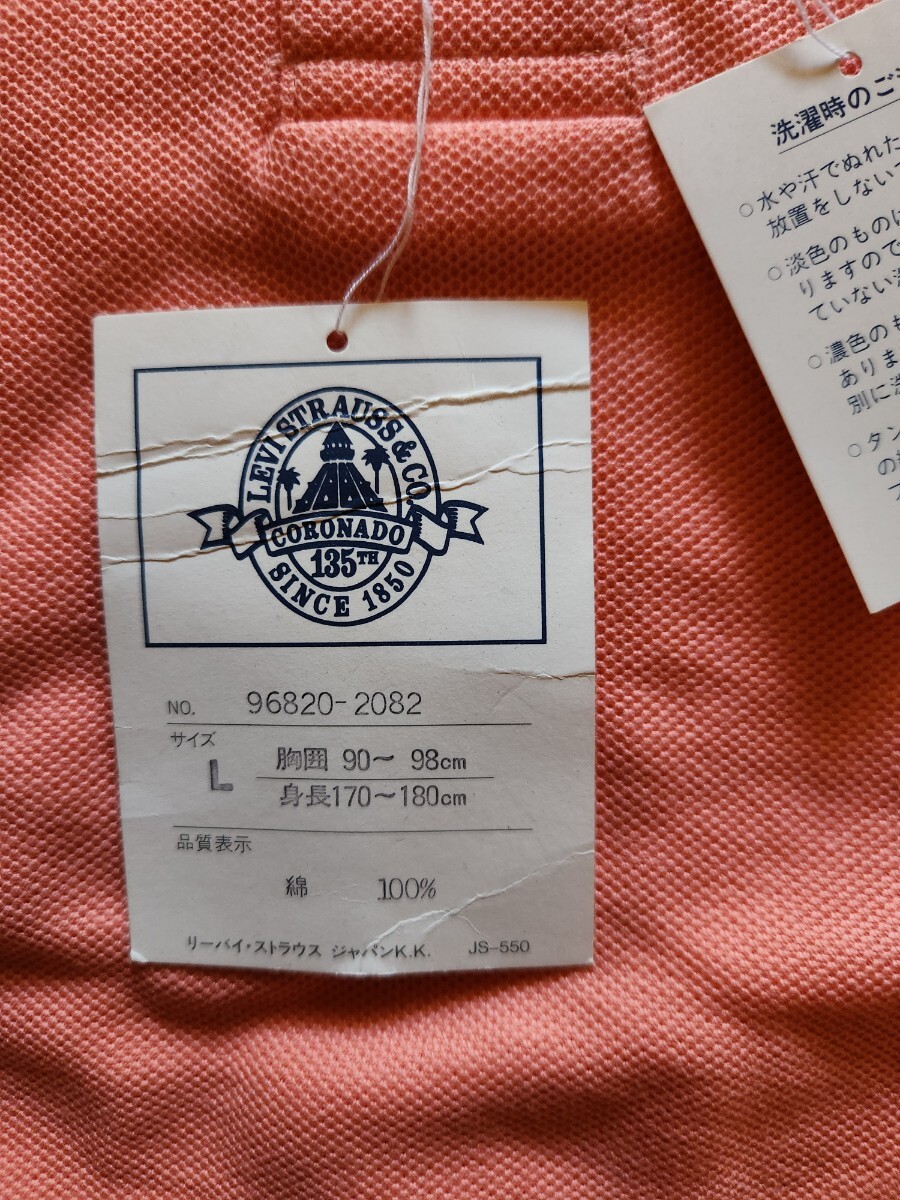 LEVI STRAUSS & CO.
CORONADO
135TH
SINCE 1850
NO. 96820-2082
サイズ
L 胸囲 90～ 98cm
身長170～180cm
品質表示
綿 100%
リーバイ・ストラウス ジャパンK.K. JS-550
洗濯時のご
○水や汗でぬれた
放置をしない
○淡色のものに
りますので
ていない
○濃色のも
ありま
別に洗
○タン
の